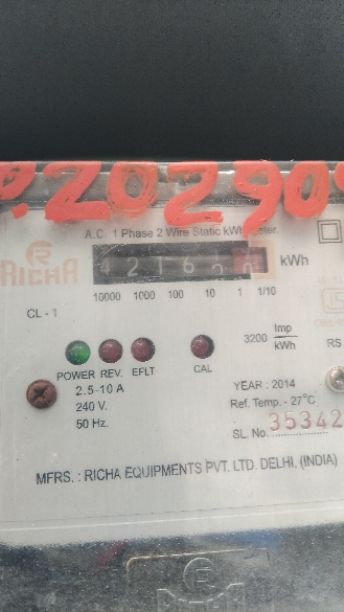 P.202909
A.C. 1 Phase 2 Wire Static kWh Meter.
R
RICHA
42165
kWh
10000 1000 100 10 1 1/10
CL - 1
3200 Imp/kWh
RS
POWER REV. EFLT CAL
2.5-10 A
240 V.
50 Hz.
YEAR : 2014
Ref. Temp. - 27°C
SL. No. 35342
MFRS. : RICHA EQUIPMENTS PVT. LTD. DELHI, (INDIA)